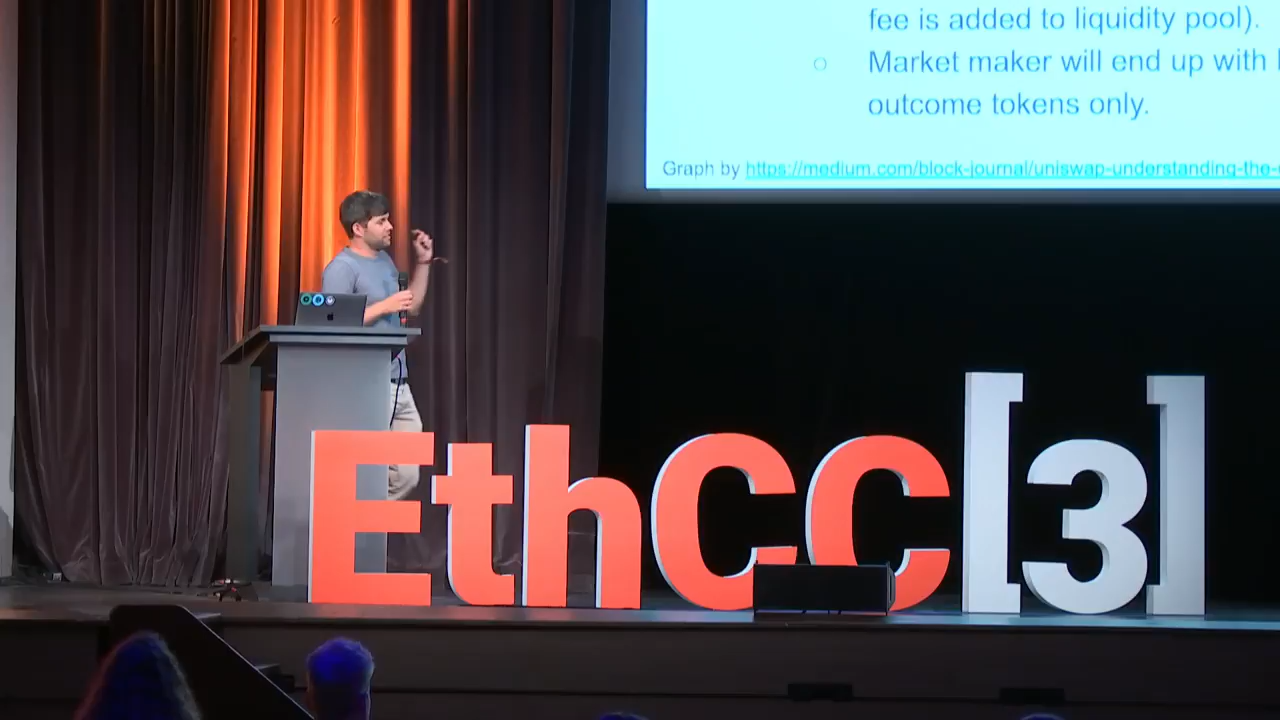 fee is added to liquidity pool).
○ Market maker will end up with
outcome tokens only.
Graph by https://medium.com/block-journal/uniswap-understanding-the-
EthCC[3]